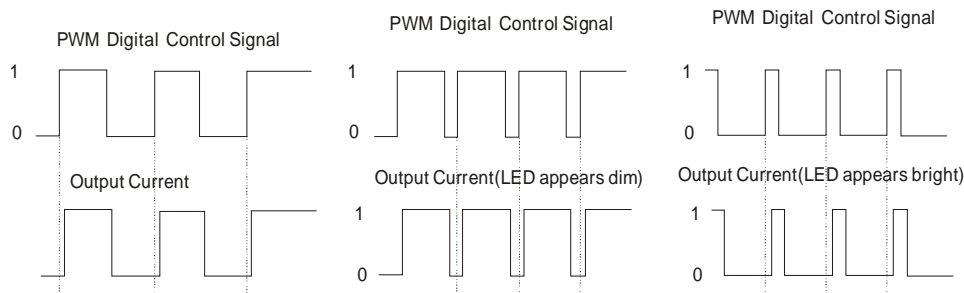 PWM Digital Control Signal
1
0
Output Current
PWM Digital Control Signal
1
0
Output Current(LED appears dim)
1
0
PWM Digital Control Signal
1
0
Output Current(LED appears bright)
1
0